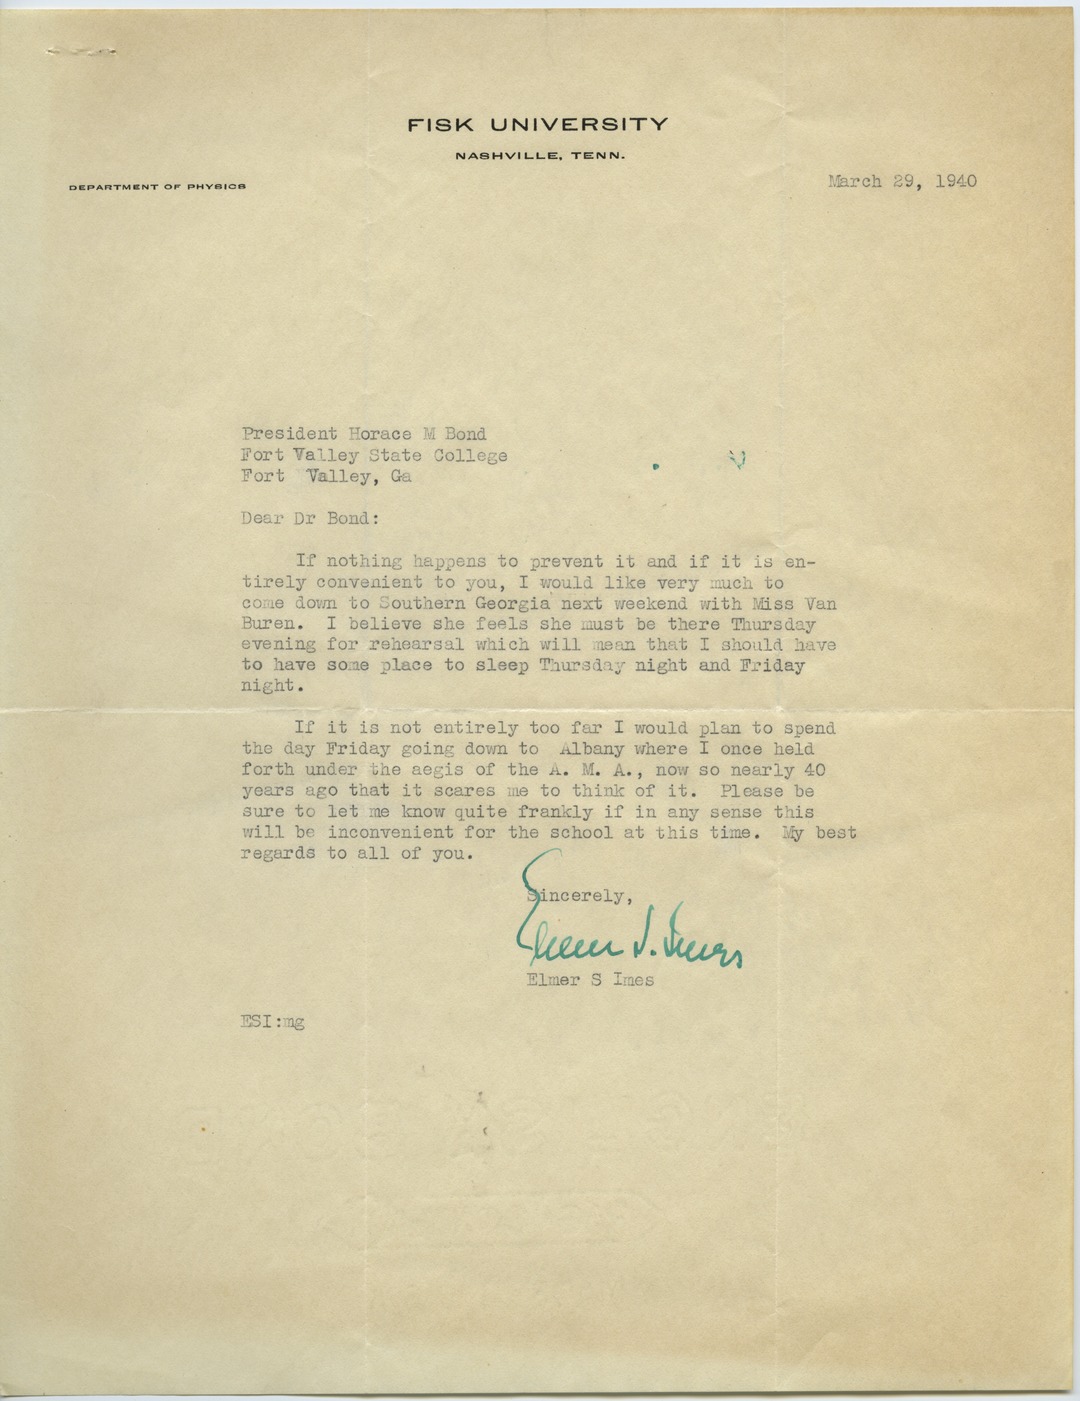 FISK UNIVERSITY
NASHVILLE, TENN.
DEPARTMENT OF PHYSICS
March 29, 1940
President Horace M Bond
Fort Valley State College
Fort Valley, Ga
Dear Dr Bond:
If nothing happens to prevent it and if it is en-
tirely convenient to you, I would like very much to
come down to Southern Georgia next weekend with Miss Van
Buren. I believe she feels she must be there Thursday
evening for rehearsal which will mean that I should have
to have some place to sleep Thursday night and Friday
night.
If it is not entirely too far I would plan to spend
the day Friday going down to Albany where I once held
forth under the aegis of the A. M. A., now so nearly 40
years ago that it scares me to think of it. Please be
sure to let me know quite frankly if in any sense this
will be inconvenient for the school at this time. My best
regards to all of you.
Sincerely,
Elmer S. Imes
Elmer S Imes
ESI:mg